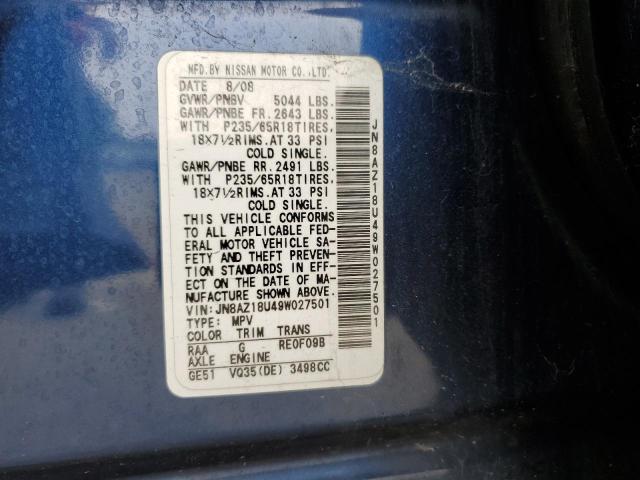 MFD.BY NISSAN MOTOR CO.,LTD.
DATE 8/08
GVWR/PNBV 5044 LBS.
GAWR/PNBE FR. 2643 LBS.
WITH P235/65R18TIRES,
18X7½RIMS.AT 33 PSI
COLD SINGLE.
GAWR/PNBE RR. 2491 LBS.
WITH P235/65R18TIRES,
18X7½RIMS.AT 33 PSI
COLD SINGLE.
THIS VEHICLE CONFORMS
TO ALL APPLICABLE FED-
ERAL MOTOR VEHICLE SA-
FETY AND THEFT PREVEN-
TION STANDARDS IN EFF-
ECT ON THE DATE OF MA-
NUFACTURE SHOWN ABOVE.
VIN: JN8AZ18U49W027501
TYPE: MPV
COLOR TRIM TRANS
RAA G RE0F09B
AXLE ENGINE
GE51 VQ35(DE) 3498CC
JN8AZ18U49W027501